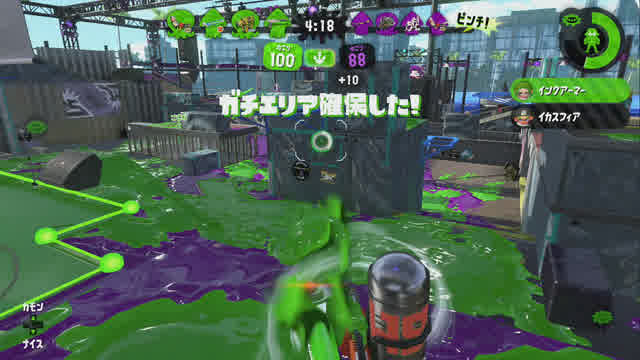 4:18
ピンチ!
100
88
+10
ガチエリア確保した!
インクアーマー
イカスフィア
カモン
ナイス